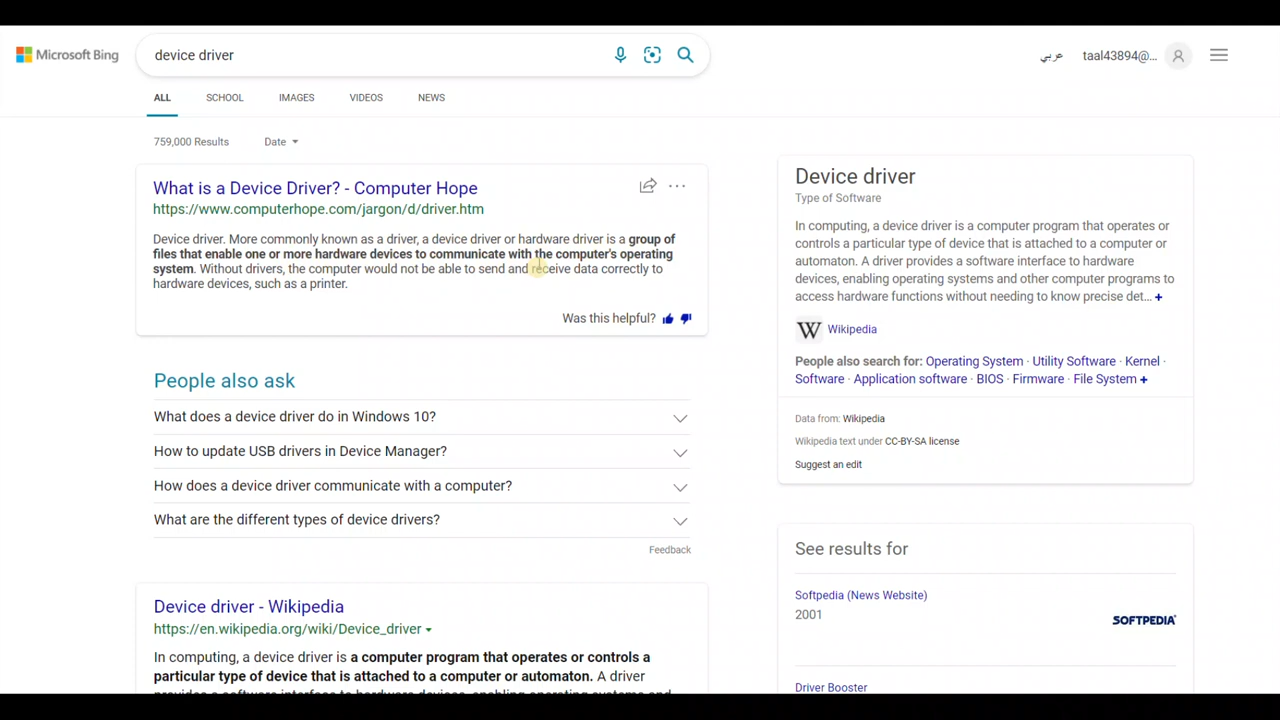 Microsoft Bing
device driver
عربي
taal43894@...
ALL
SCHOOL
IMAGES
VIDEOS
NEWS
759,000 Results
Date
What is a Device Driver? - Computer Hope
https://www.computerhope.com/jargon/d/driver.htm
Device driver. More commonly known as a driver, a device driver or hardware driver is a group of
files that enable one or more hardware devices to communicate with the computer's operating
system. Without drivers, the computer would not be able to send and receive data correctly to
hardware devices, such as a printer.
Was this helpful?
People also ask
What does a device driver do in Windows 10?
How to update USB drivers in Device Manager?
How does a device driver communicate with a computer?
What are the different types of device drivers?
Feedback
Device driver - Wikipedia
https://en.wikipedia.org/wiki/Device_driver
In computing, a device driver is a computer program that operates or controls a
particular type of device that is attached to a computer or automaton. A driver
provides a software interface to hardware devices, enabling operating systems and
Device driver
Type of Software
In computing, a device driver is a computer program that operates or
controls a particular type of device that is attached to a computer or
automaton. A driver provides a software interface to hardware
devices, enabling operating systems and other computer programs to
access hardware functions without needing to know precise det... +
W Wikipedia
People also search for: Operating System · Utility Software · Kernel ·
Software · Application software · BIOS · Firmware · File System +
Data from: Wikipedia
Wikipedia text under CC-BY-SA license
Suggest an edit
See results for
Softpedia (News Website)
2001
SOFTPEDIA
Driver Booster